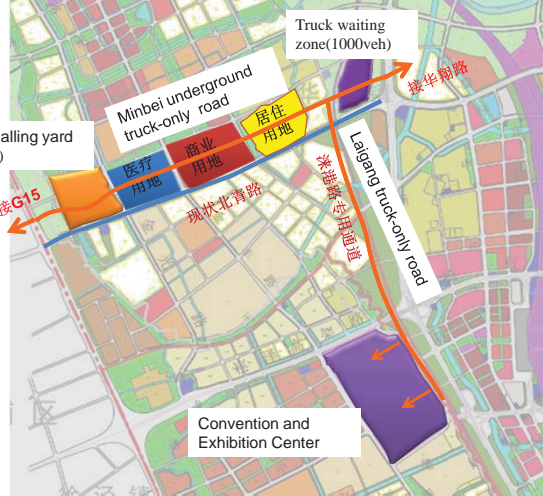 Truck waiting
zone(1000veh)
接华翔路
Minbei underground
truck-only road
居住
用地
alling yard
)
商业
用地
医疗
用地
Laigang truck-only road
接G15
现状北青路
涞港路专用通道
Convention and
Exhibition Center